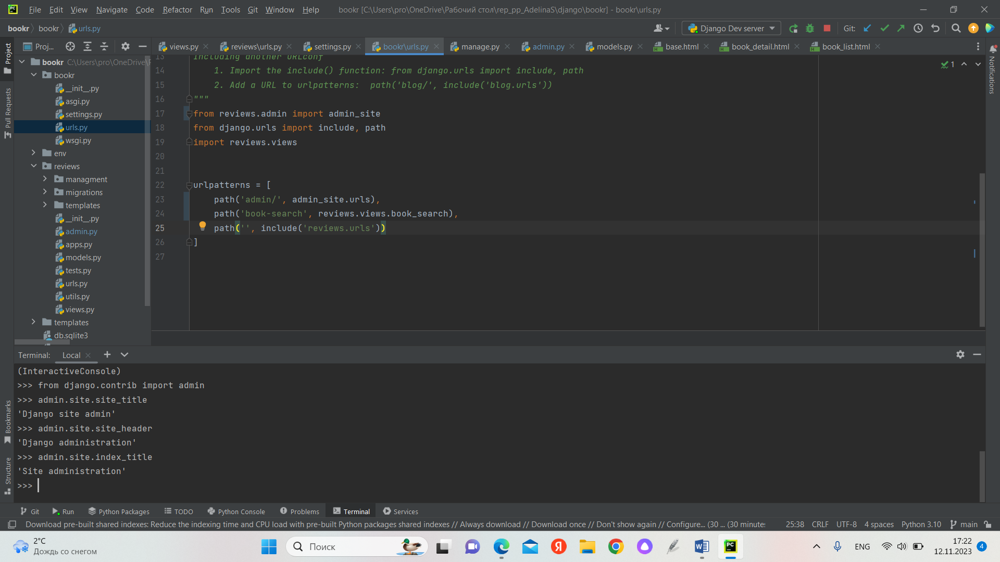 File Edit View Navigate Code Refactor Run Tools Git Window Help bookr [C:\Users\pro\OneDrive\Рабочий стол\rep_pp_AdelinaS\django\bookr] - bookr\urls.py
bookr bookr urls.py Django Dev server Git:
Proj... views.py reviews\urls.py settings.py bookr\urls.py manage.py admin.py models.py base.html book_detail.html book_list.html
Project
Pull Requests
Bookmarks
Structure
Notifications
bookr C:\Users\pro\OneDrive\
bookr
__init__.py
asgi.py
settings.py
urls.py
wsgi.py
env
reviews
managment
migrations
templates
__init__.py
admin.py
apps.py
models.py
tests.py
urls.py
utils.py
views.py
templates
db.sqlite3
13 Including another URLconf
14 1. Import the include() function: from django.urls import include, path
15 2. Add a URL to urlpatterns:  path('blog/', include('blog.urls'))
16 """
17 from reviews.admin import admin_site
18 from django.urls import include, path
19 import reviews.views
20
21
22 urlpatterns = [
23 path('admin/', admin_site.urls),
24 path('book-search', reviews.views.book_search),
25 path('', include('reviews.urls'))
26 ]
27
1
Terminal: Local
(InteractiveConsole)
>>> from django.contrib import admin
>>> admin.site.site_title
'Django site admin'
>>> admin.site.site_header
'Django administration'
>>> admin.site.index_title
'Site administration'
>>>
Git Run Python Packages TODO Python Console Problems Terminal Services
Download pre-built shared indexes: Reduce the indexing time and CPU load with pre-built Python packages shared indexes // Always download // Download once // Don't show again // Configure... (30 ... (30 minutes 25:38 CRLF UTF-8 4 spaces Python 3.10 main
2°C
Дождь со снегом
Поиск
ENG
17:22
12.11.2023
4